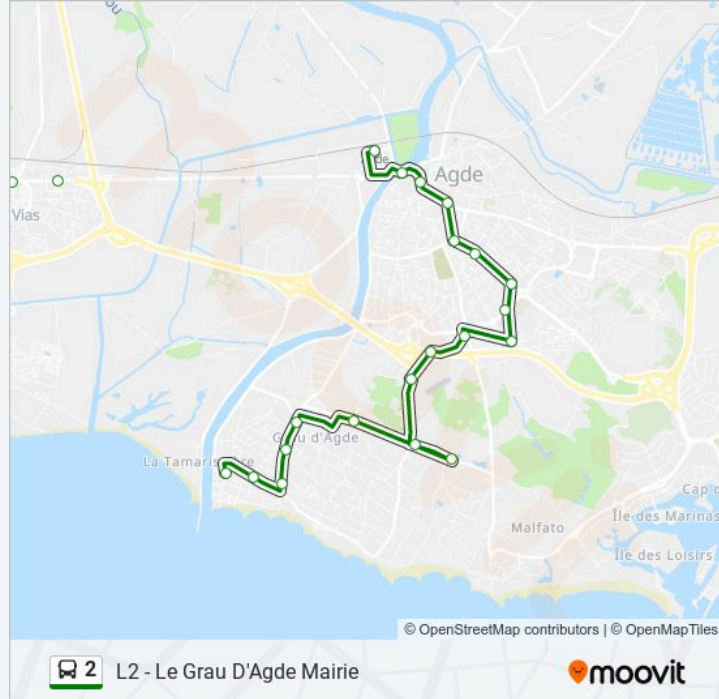 Agde
Vias
Grau d'Agde
La Tamarissière
Cap d
Île des Marinas
Malfato
Île des Loisirs
© OpenStreetMap contributors | © OpenMapTiles
2 L2 - Le Grau D'Agde Mairie
moovit